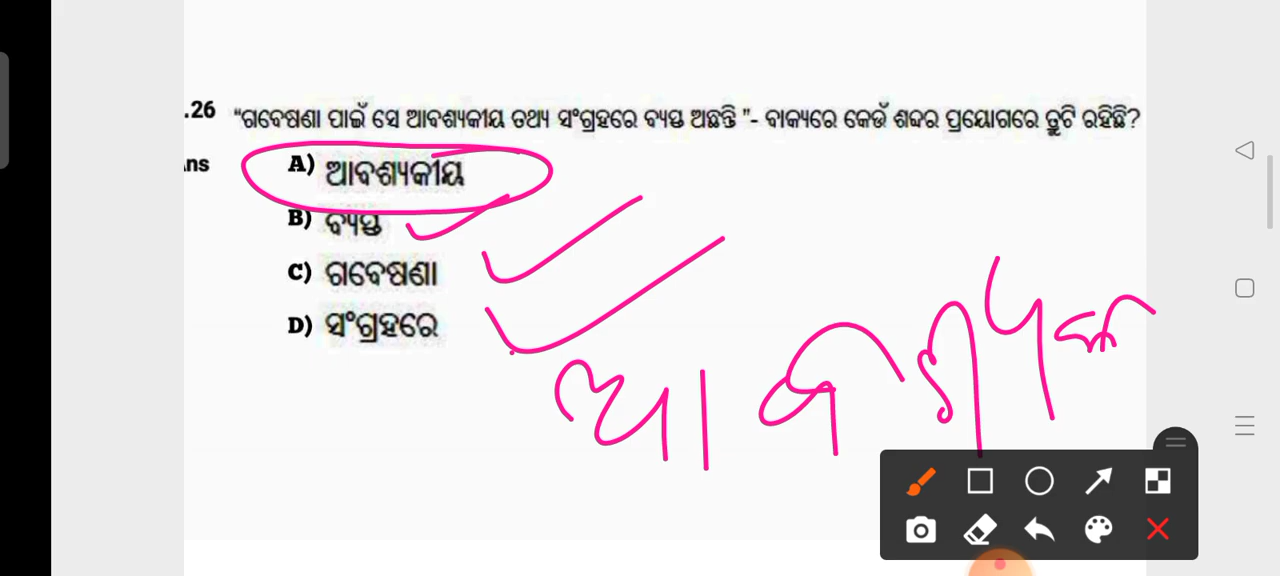 .26 "ଗବେଷଣା ପାଇଁ ସେ ଆବଶ୍ୟକୀୟ ତଥ୍ୟ ସଂଗ୍ରହରେ ବ୍ୟସ୍ତ ଅଛନ୍ତି "- ବାକ୍ୟରେ କେଉଁ ଶବ୍ଦର ପ୍ରୟୋଗରେ ତ୍ରୁଟି ରହିଛି?
ns A) ଆବଶ୍ୟକୀୟ
B) ବ୍ୟସ୍ତ
C) ଗବେଷଣା
D) ସଂଗ୍ରହରେ
ଆବଶ୍ୟକ